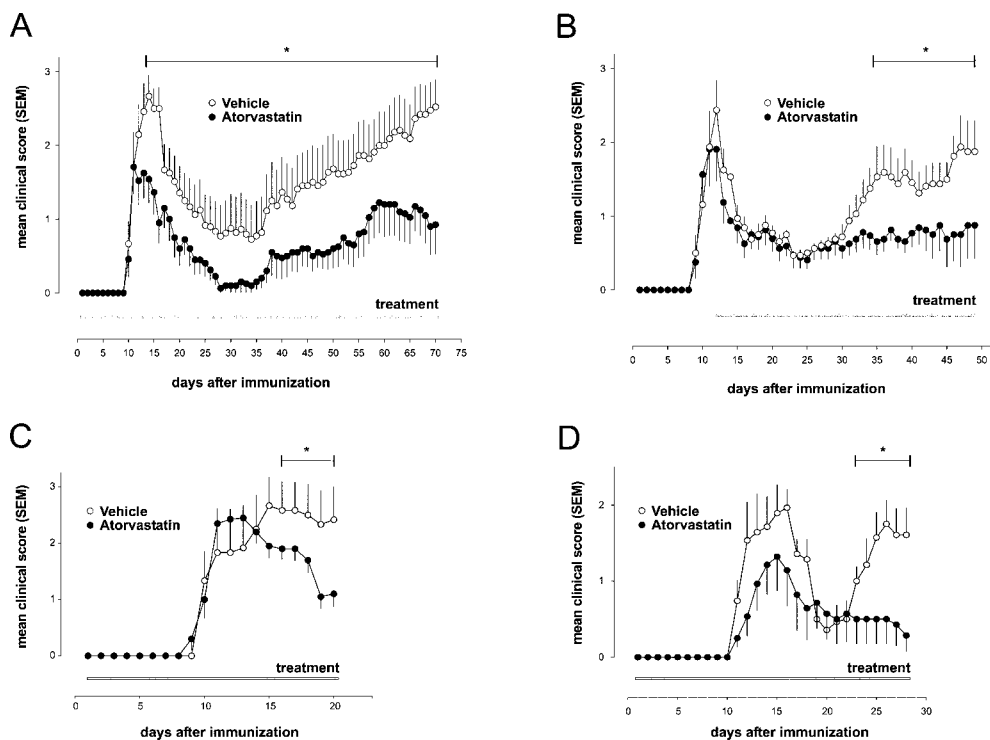 A
*
mean clinical score (SEM)
3
2
1
0
Vehicle
Atorvastatin
treatment
0 5 10 15 20 25 30 35 40 45 50 55 60 65 70 75
days after immunization
B
*
mean clinical score (SEM)
3
2
1
0
Vehicle
Atorvastatin
treatment
0 5 10 15 20 25 30 35 40 45 50
days after immunization
C
*
mean clinical score (SEM)
3
2
1
0
Vehicle
Atorvastatin
treatment
0 5 10 15 20
days after immunization
D
*
mean clinical score (SEM)
2
1
0
Vehicle
Atorvastatin
treatment
0 5 10 15 20 25 30
days after immunization